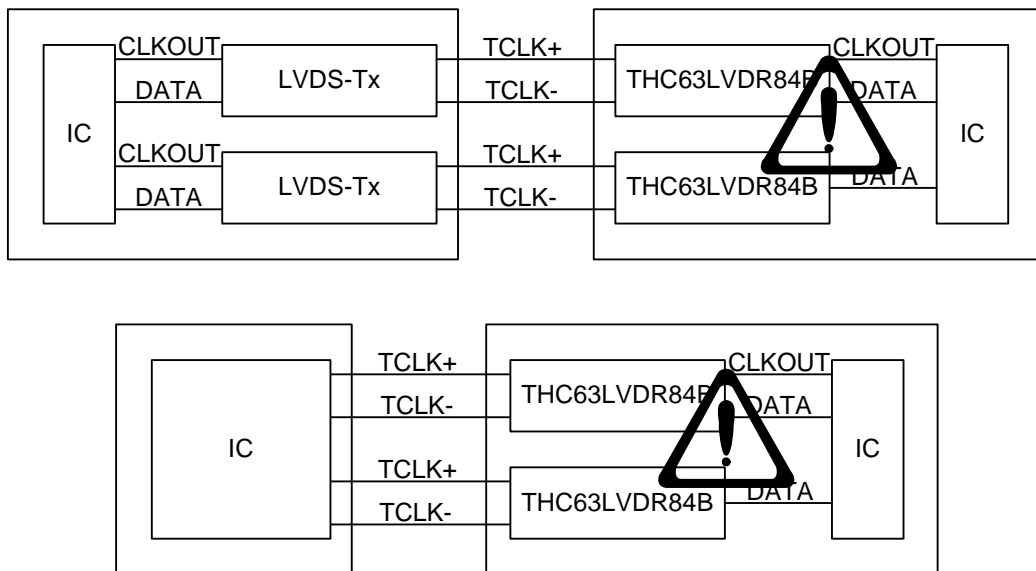 CLKOUT TCLK+ CLKOUT
LVDS-Tx THC63LVDR84B
DATA TCLK- DATA
IC IC
CLKOUT TCLK+
LVDS-Tx THC63LVDR84B DATA
DATA TCLK-
TCLK+ CLKOUT
THC63LVDR84B
TCLK- DATA
IC IC
TCLK+
THC63LVDR84B DATA
TCLK-